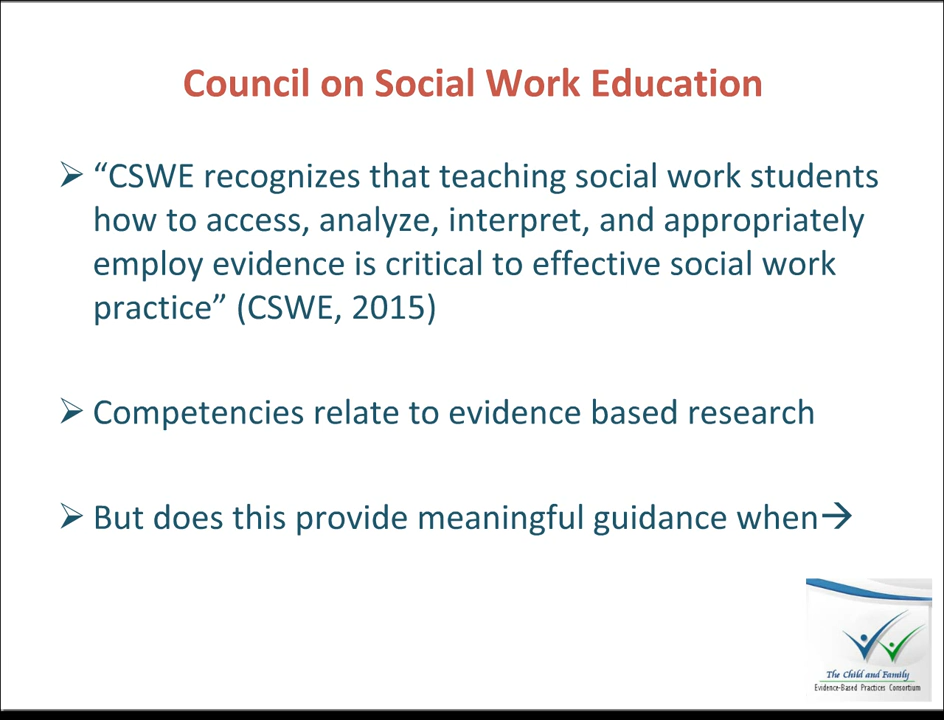 Council on Social Work Education
➢ “CSWE recognizes that teaching social work students
how to access, analyze, interpret, and appropriately
employ evidence is critical to effective social work
practice” (CSWE, 2015)
➢ Competencies relate to evidence based research
➢ But does this provide meaningful guidance when→
The Child and Family
Evidence-Based Practices Consortium